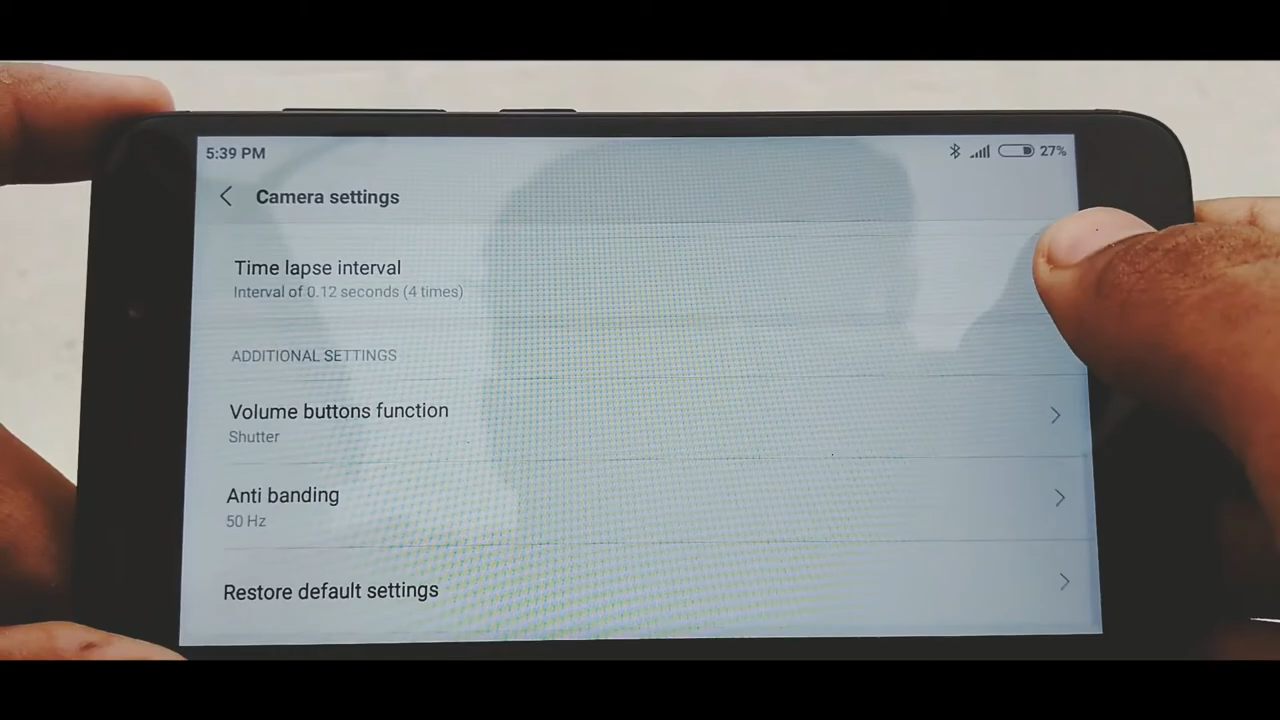 5:39 PM
27%
Camera settings
Time lapse interval
Interval of 0.12 seconds (4 times)
ADDITIONAL SETTINGS
Volume buttons function
Shutter
Anti banding
50 Hz
Restore default settings